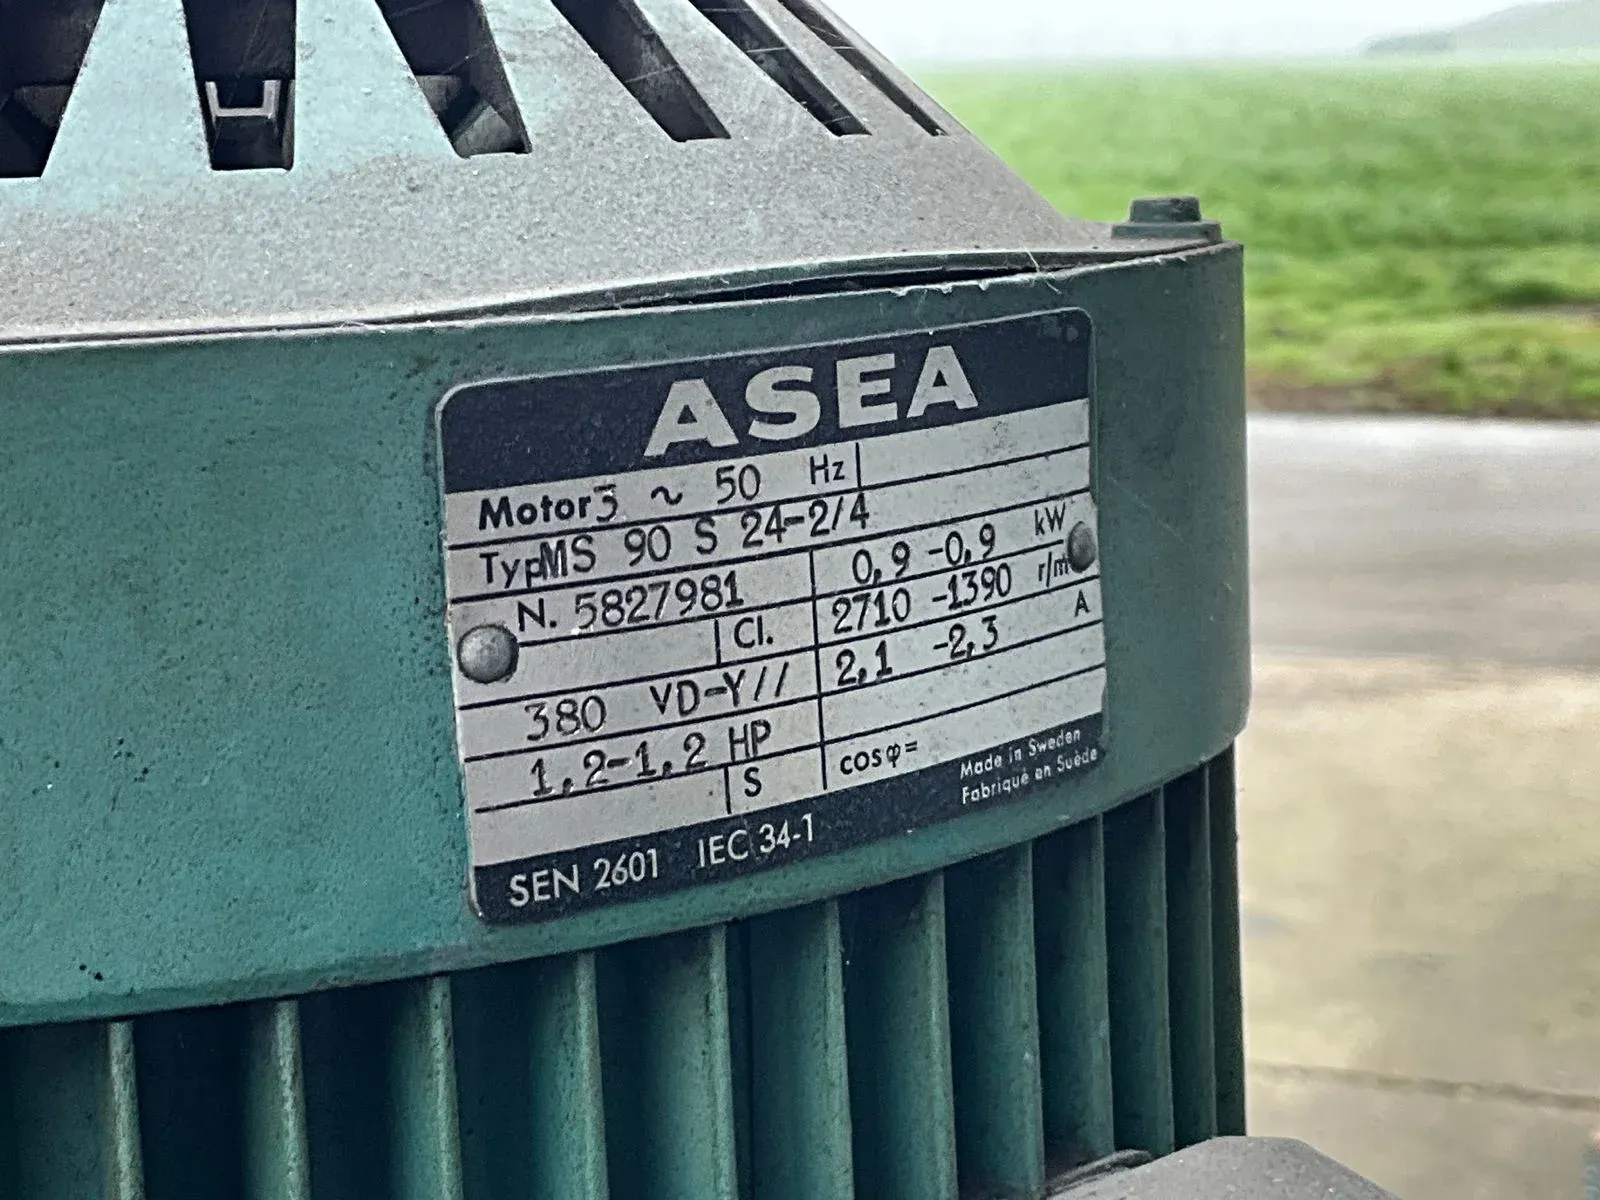 ASEA
Motor 3 ~ 50 Hz
Typ MS 90 S 24-2/4
N. 5827981 0,9 -0,9 kW
Cl. 2710 -1390 r/m
380 VD-Y// 2,1 -2,3 A
1,2-1,2 HP
S cosφ=
Made in Sweden
Fabriqué en Suède
SEN 2601 IEC 34-1